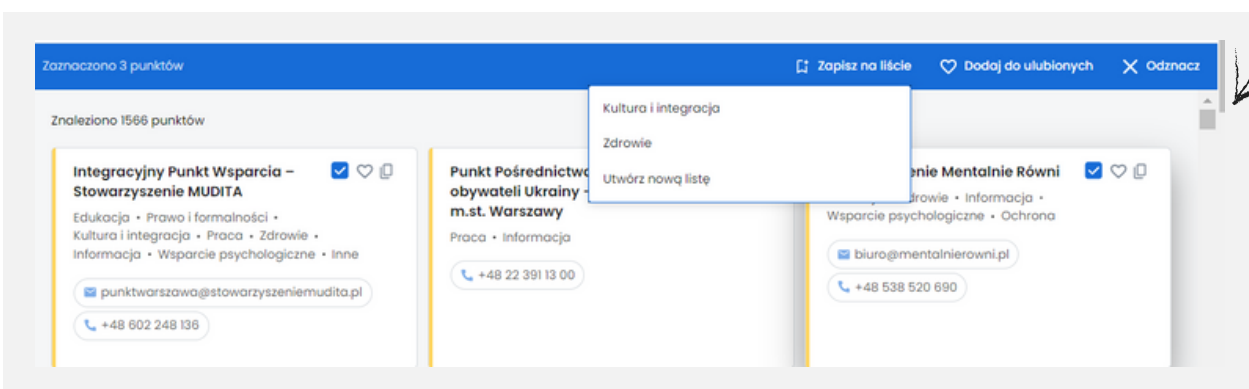 Zaznaczono 3 punktów
Zapisz na liście
Dodaj do ulubionych
Odznacz
Kultura i integracja
Zdrowie
Utwórz nową listę
Znaleziono 1566 punktów
Integracyjny Punkt Wsparcia –
Stowarzyszenie MUDITA
Edukacja • Prawo i formalności •
Kultura i integracja • Praca • Zdrowie •
Informacja • Wsparcie psychologiczne • Inne
punktwarszawa@stowarzyszeniemudita.pl
+48 602 248 136
Punkt
obywateli Ukrainy -
m.st. Warszawy
Praca • Informacja
+48 22 391 13 00
Mentalnie Równi
• Informacja •
Wsparcie psychologiczne • Ochrona
biuro@mentalnierowni.pl
+48 538 520 690